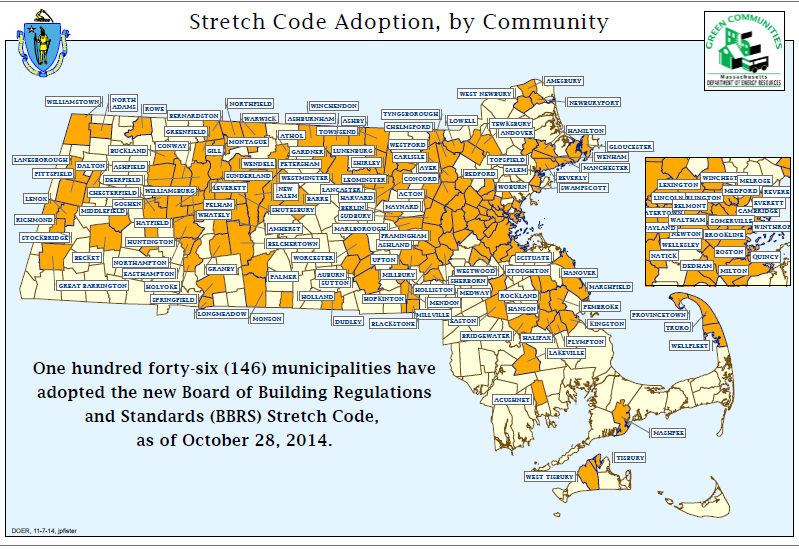 Stretch Code Adoption, by Community
GREEN COMMUNITIES
Massachusetts
DEPARTMENT OF ENERGY RESOURCES
AMESBURY
WEST NEWBURY
NEWBURYPORT
WILLIAMSTOWN
NORTH
ADAMS
ROWE
BERNARDSTON
NORTHFIELD
WARWICK
WINCHENDON
ASHBURNHAM
ASHBY
TYNGSBOROUGH
CHELMSFORD
LOWELL
TEWKSBURY
ANDOVER
HAMILTON
GREENFIELD
GILL
MONTAGUE
ATHOL
TOWNSEND
GARDNER
LUNENBURG
WESTFORD
CARLISLE
GLOUCESTER
WENHAM
MANCHESTER
BEVERLY
SWAMPSCOTT
BUCKLAND
CONWAY
LANESBOROUGH
DALTON
ASHFIELD
PITTSFIELD
DEERFIELD
WENDELL
PETERSHAM
SHIRLEY
AYER
TOPSFIELD
SALEM
BEDFORD
WOBURN
SUNDERLAND
WESTMINSTER
LEOMINSTER
CONCORD
CHESTERFIELD
WILLIAMSBURG
LEVERETT
NEW
SALEM
LANCASTER
HARVARD
ACTON
LENOX
GOSHEN
MIDDLEFIELD
PELHAM
BARRE
BERLIN
MAYNARD
RICHMOND
WHATELY
SHUTESBURY
SUDBURY
HATFIELD
AMHERST
MARLBOROUGH
STOCKBRIDGE
HUNTINGTON
BELCHERTOWN
FRAMINGHAM
ASHLAND
BECKET
NORTHAMPTON
GRANBY
WORCESTER
UPTON
EASTHAMPTON
PALMER
AUBURN
SUTTON
MILLBURY
GREAT BARRINGTON
HOLYOKE
SPRINGFIELD
HOLLAND
HOPKINTON
LONGMEADOW
MONSON
DUDLEY
BLACKSTONE
WESTWOOD
SHERBORN
HOLLISTON
MEDWAY
MENDON
MILLVILLE
EASTON
SCITUATE
STOUGHTON
HANOVER
MARSHFIELD
ROCKLAND
HANSON
PEMBROKE
KINGSTON
BRIDGEWATER
HALIFAX
PLYMPTON
LAKEVILLE
ACUSHNET
MASHPEE
TISBURY
WEST TISBURY
PROVINCETOWN
TRURO
WELLFLEET
WINCHEST
MELROSE
LEXINGTON
MEDFORD
REVERE
LINCOLN
EVERETT
BELMONT
CAMBRIDGE
WALTHAM
SOMERVILLE
WINTHROP
NEWTON
BROOKLINE
WELLESLEY
BOSTON
NATICK
QUINCY
DEDHAM
MILTON
One hundred forty-six (146) municipalities have
adopted the new Board of Building Regulations
and Standards (BBRS) Stretch Code,
as of October 28, 2014.
DOER, 11-7-14, jpfister